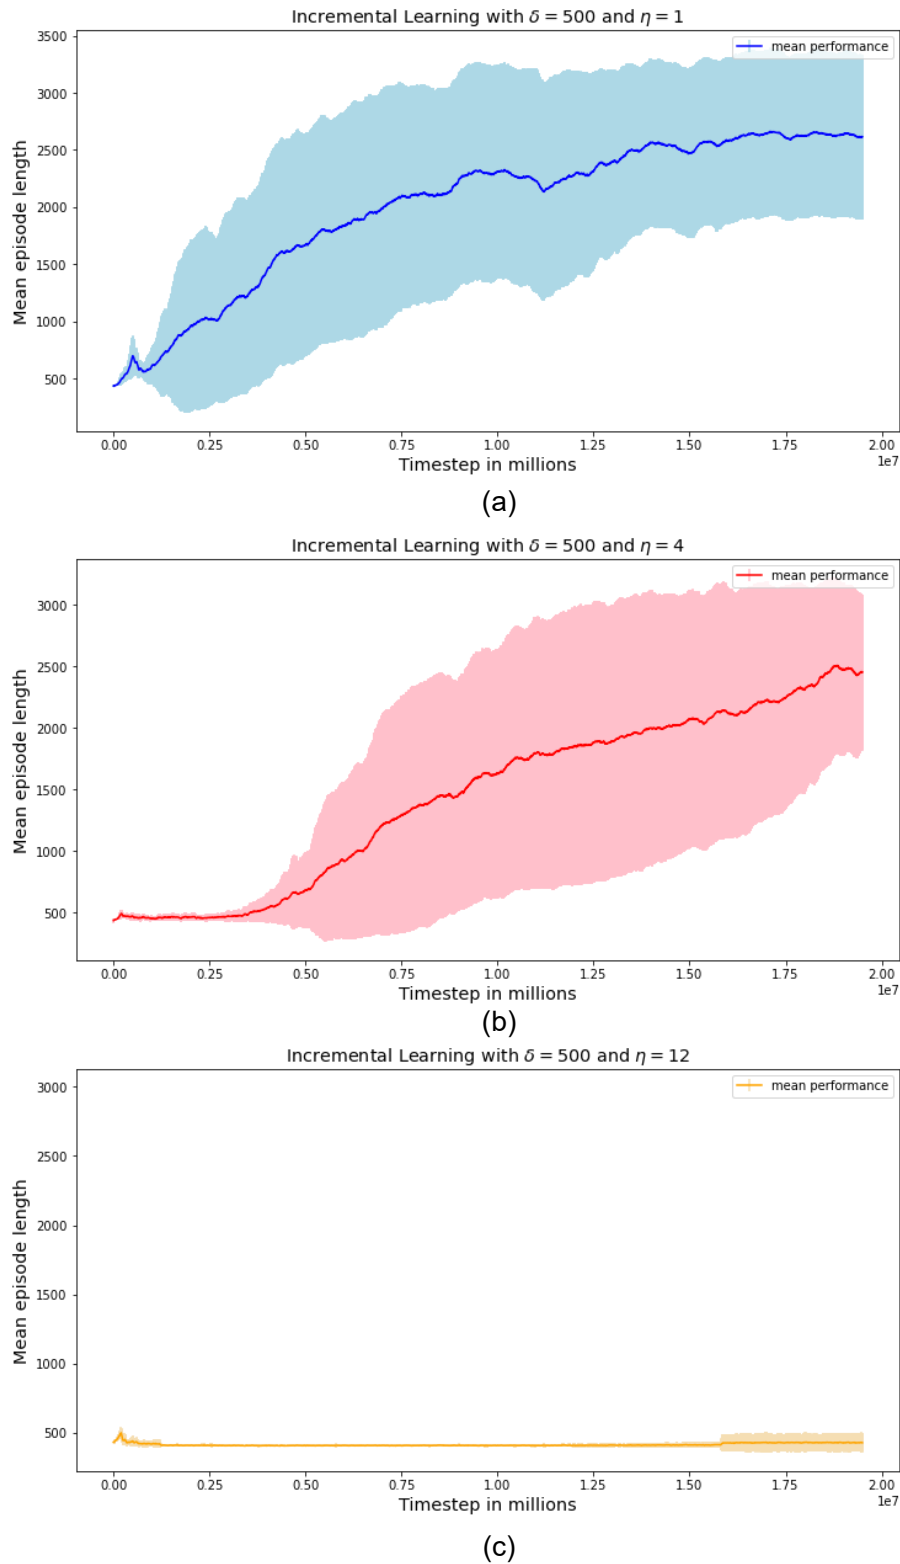 Incremental Learning with δ = 500 and η = 1
mean performance
Mean episode length
3500
3000
2500
2000
1500
1000
500
0.00 0.25 0.50 0.75 1.00 1.25 1.50 1.75 2.00
1e7
Timestep in millions
(a)
Incremental Learning with δ = 500 and η = 4
mean performance
Mean episode length
3000
2500
2000
1500
1000
500
0.00 0.25 0.50 0.75 1.00 1.25 1.50 1.75 2.00
1e7
Timestep in millions
(b)
Incremental Learning with δ = 500 and η = 12
mean performance
Mean episode length
3000
2500
2000
1500
1000
500
0.00 0.25 0.50 0.75 1.00 1.25 1.50 1.75 2.00
1e7
Timestep in millions
(c)